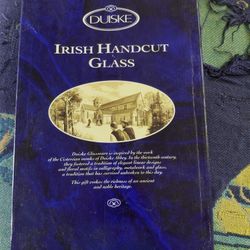 DUISKE
IRISH HANDCUT
GLASS
Duiske Glassware is inspired by the work
of the Cistercian monks of Duiske Abbey. In the thirteenth century,
they fostered a tradition of elegant linear designs
and floral motifs in calligraphy, metalwork and glass,
a tradition that has survived unbroken to this day.
This gift evokes the richness of an ancient
and noble heritage.